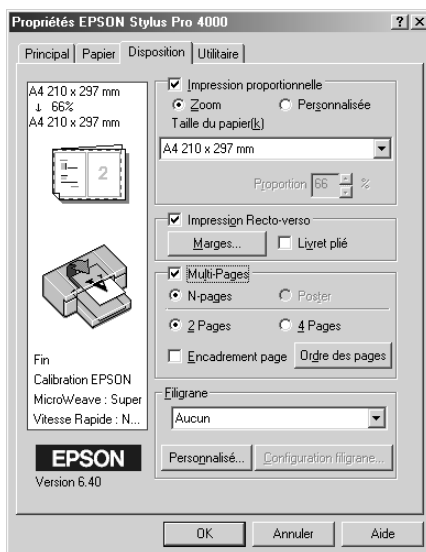 Propriétés EPSON Stylus Pro 4000
Principal Papier Disposition Utilitaire
A4 210 x 297 mm
↓ 66%
A4 210 x 297 mm
2
Fin
Calibration EPSON
MicroWeave : Super
Vitesse Rapide : N...
EPSON
Version 6.40
Impression proportionnelle
Zoom Personnalisée
Taille du papier(k)
A4 210 x 297 mm
Proportion 66 %
Impression Recto-verso
Marges... Livret plié
Multi-Pages
N-pages Poster
2 Pages 4 Pages
Encadrement page Ordre des pages
Filigrane
Aucun
Personnalisé... Configuration filigrane...
OK Annuler Aide